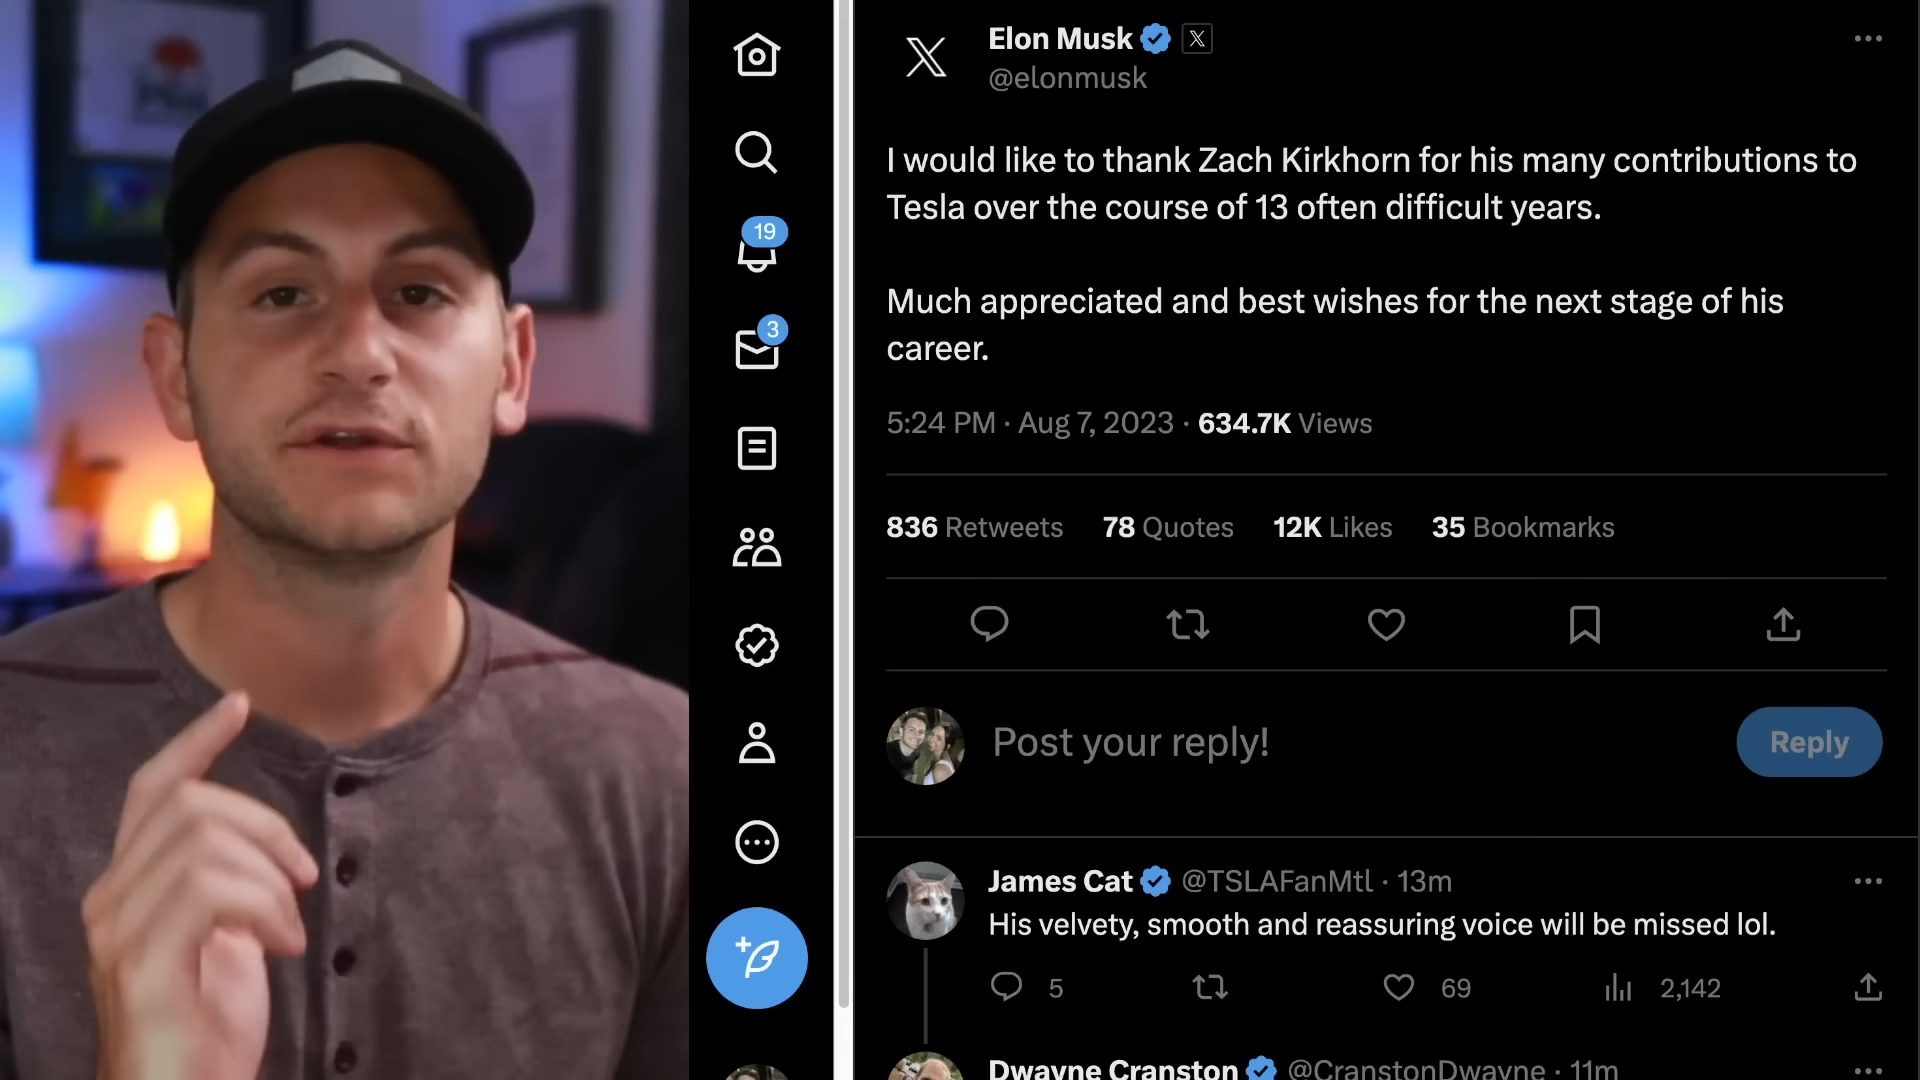 Elon Musk
@elonmusk
I would like to thank Zach Kirkhorn for his many contributions to
Tesla over the course of 13 often difficult years.
Much appreciated and best wishes for the next stage of his
career.
5:24 PM · Aug 7, 2023 · 634.7K Views
836 Retweets 78 Quotes 12K Likes 35 Bookmarks
19
3
Post your reply!
Reply
James Cat @TSLAFanMtl · 13m
His velvety, smooth and reassuring voice will be missed lol.
5 69 2,142
Dwayne Cranston @CranstonDwayne · 11m